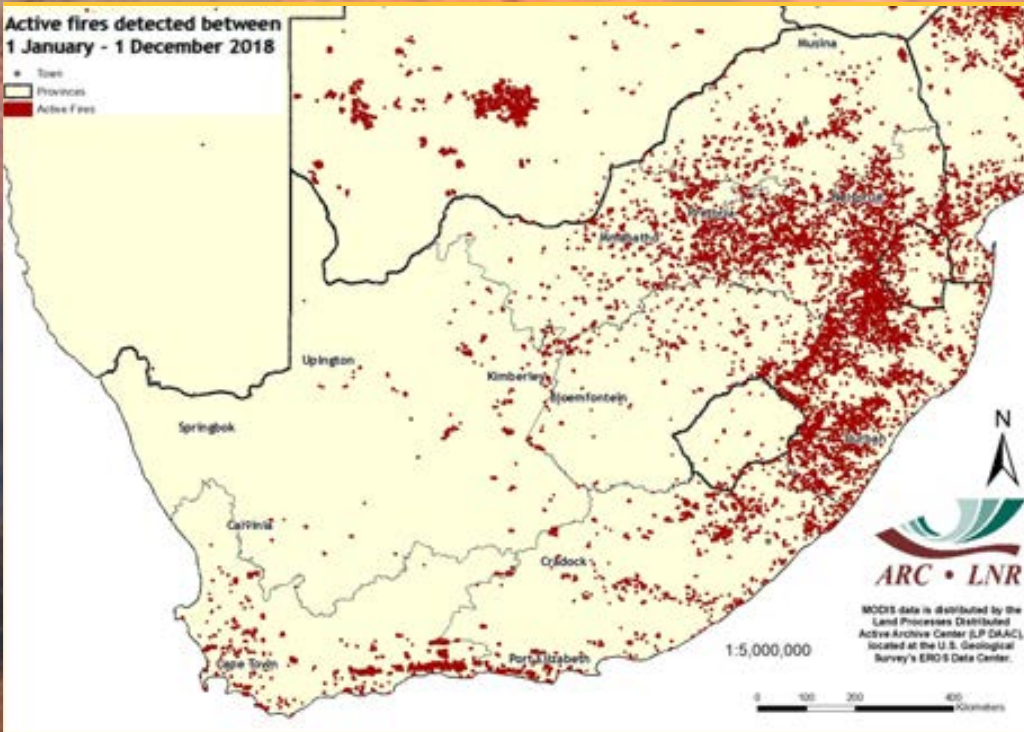 Active fires detected between
1 January - 1 December 2018
Town
Provinces
Active Fires
Musina
Pretoria
Mmabatho
Upington
Kimberley
Bloemfontein
Springbok
Durban
N
Calvinia
Cradock
ARC • LNR
MODIS data is distributed by the
Land Processes Distributed
Active Archive Center (LP DAAC),
located at the U.S. Geological
Survey's EROS Data Center.
1:5,000,000
Cape Town
Port Elizabeth
0 100 200 400
Kilometers